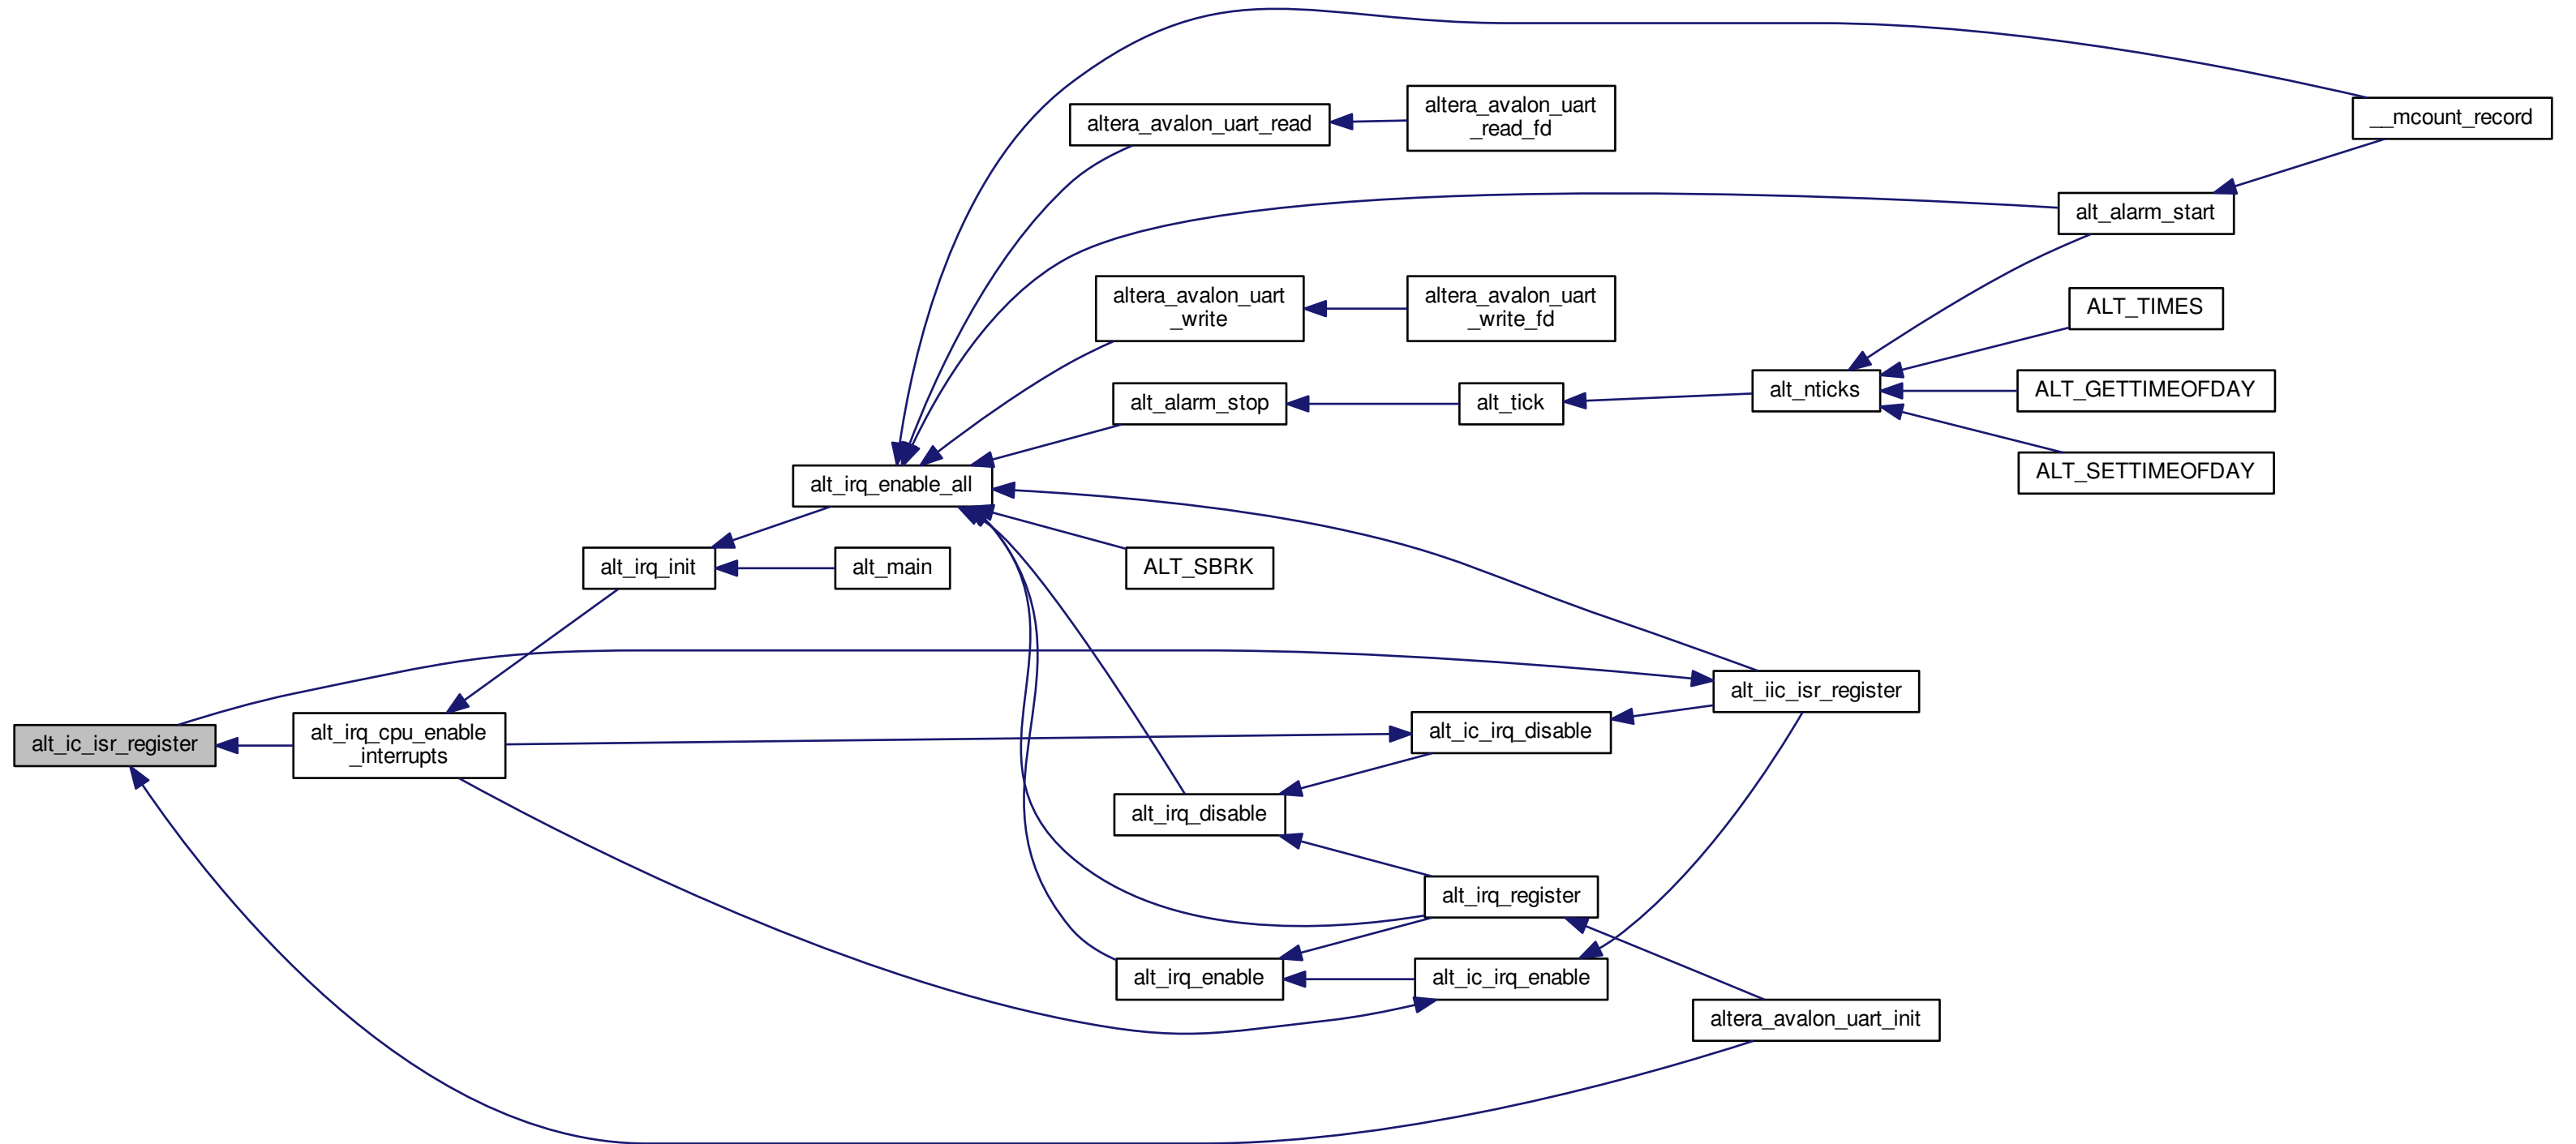 __mcount_record
altera_avalon_uart
_read_fd
altera_avalon_uart_read
alt_alarm_start
altera_avalon_uart
_write
altera_avalon_uart
_write_fd
ALT_TIMES
alt_alarm_stop
alt_tick
alt_nticks
ALT_GETTIMEOFDAY
ALT_SETTIMEOFDAY
alt_irq_enable_all
alt_irq_init
alt_main
ALT_SBRK
alt_iic_isr_register
alt_ic_isr_register
alt_irq_cpu_enable
_interrupts
alt_ic_irq_disable
alt_irq_disable
alt_irq_register
alt_irq_enable
alt_ic_irq_enable
altera_avalon_uart_init